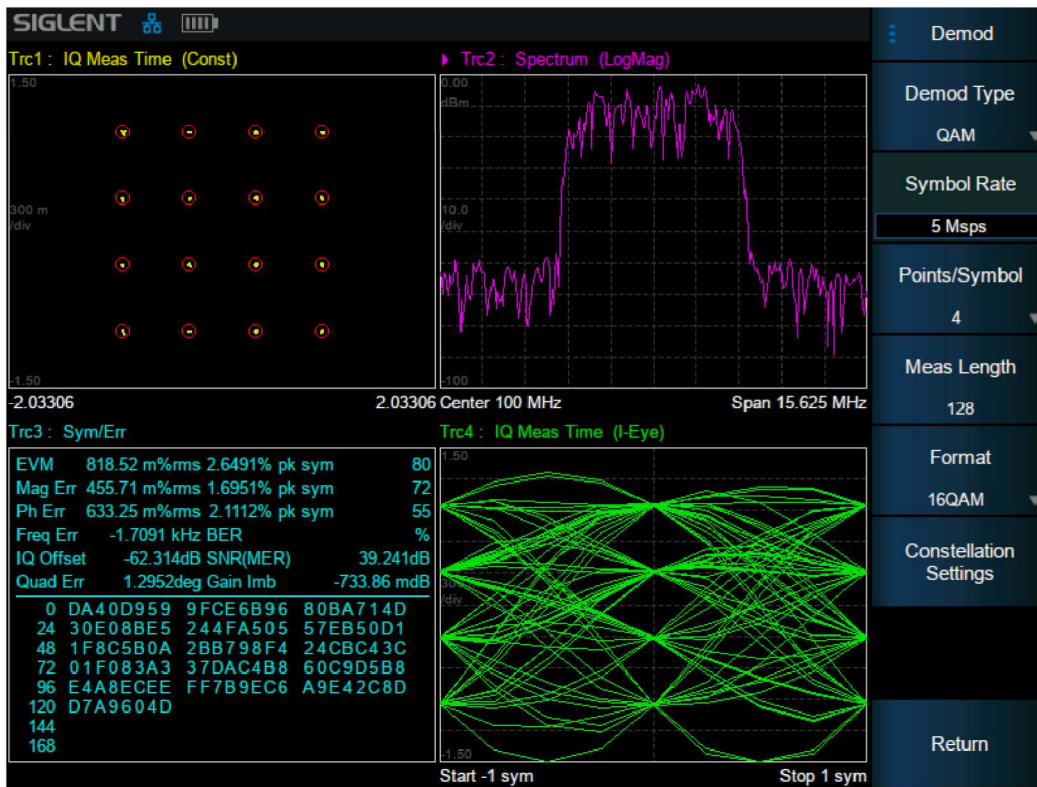 SIGLENT
Trc1 : IQ Meas Time (Const)
1.50
300 m
/div
-1.50
-2.03306 2.03306
Trc2 : Spectrum (LogMag)
0.00
dBm
10.0
/div
-100
Center 100 MHz Span 15.625 MHz
Trc3 : Sym/Err
EVM 818.52 m%rms 2.6491% pk sym 80
Mag Err 455.71 m%rms 1.6951% pk sym 72
Ph Err 633.25 m%rms 2.1112% pk sym 55
Freq Err -1.7091 kHz BER %
IQ Offset -62.314dB SNR(MER) 39.241dB
Quad Err 1.2952deg Gain Imb -733.86 mdB
0 DA40D959 9FCE6B96 80BA714D
24 30E08BE5 244FA505 57EB50D1
48 1F8C5B0A 2BB798F4 24CBC43C
72 01F083A3 37DAC4B8 60C9D5B8
96 E4A8ECEE FF7B9EC6 A9E42C8D
120 D7A9604D
144
168
Trc4 : IQ Meas Time (I-Eye)
1.50
/div
-1.50
Start -1 sym Stop 1 sym
Demod
Demod Type
QAM
Symbol Rate
5 Msps
Points/Symbol
4
Meas Length
128
Format
16QAM
Constellation
Settings
Return